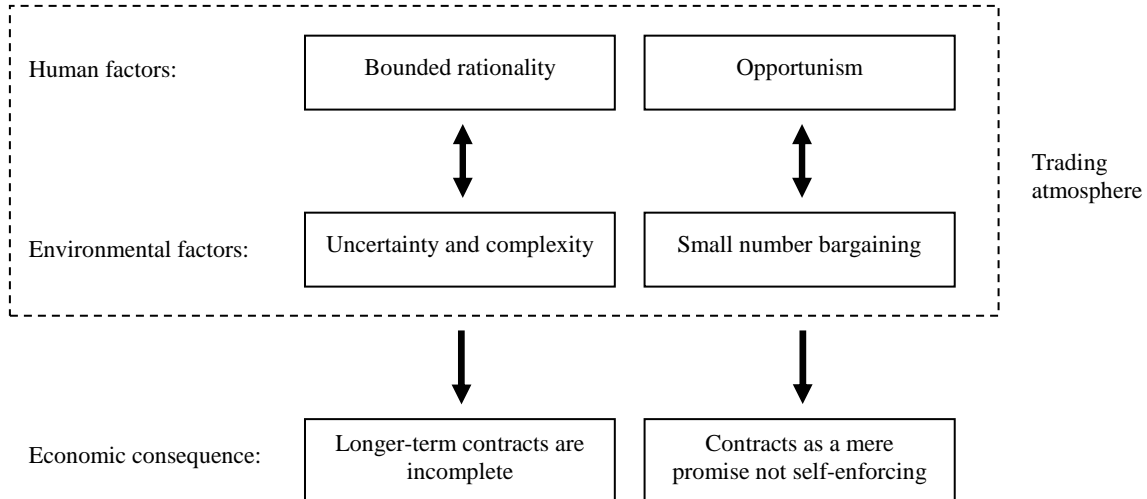 Human factors:
Bounded rationality
Opportunism
Trading
atmosphere
Environmental factors:
Uncertainty and complexity
Small number bargaining
Economic consequence:
Longer-term contracts are
incomplete
Contracts as a mere
promise not self-enforcing